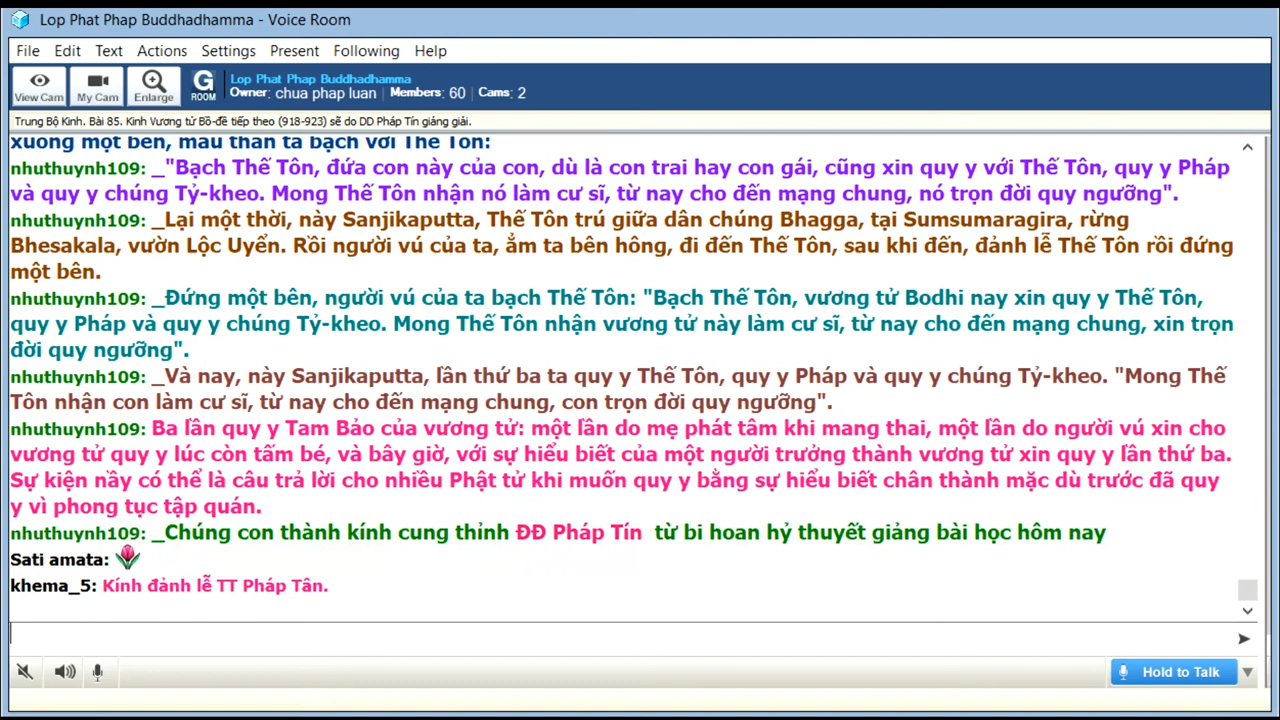 Lop Phat Phap Buddhadhamma - Voice Room
File Edit Text Actions Settings Present Following Help
View Cam My Cam Enlarge G ROOM Lop Phat Phap Buddhadhamma
Owner: chua phap luan Members: 60 Cams: 2
Trung Bộ Kinh. Bài 85. Kinh Vương tử Bồ-đề tiếp theo (918-923) sẽ do DD Pháp Tín giảng giải.
xuống một bên, mẫu thân ta bạch với Thế Tôn:
nhuthuynh109: _"Bạch Thế Tôn, đứa con này của con, dù là con trai hay con gái, cũng xin quy y với Thế Tôn, quy y Pháp
và quy y chúng Tỷ-kheo. Mong Thế Tôn nhận nó làm cư sĩ, từ nay cho đến mạng chung, nó trọn đời quy ngưỡng".
nhuthuynh109: _Lại một thời, này Sanjikaputta, Thế Tôn trú giữa dân chúng Bhagga, tại Sumsumaragira, rừng
Bhesakala, vườn Lộc Uyển. Rồi người vú của ta, ẵm ta bên hông, đi đến Thế Tôn, sau khi đến, đảnh lễ Thế Tôn rồi đứng
một bên.
nhuthuynh109: _Đứng một bên, người vú của ta bạch Thế Tôn: "Bạch Thế Tôn, vương tử Bodhi nay xin quy y Thế Tôn,
quy y Pháp và quy y chúng Tỷ-kheo. Mong Thế Tôn nhận vương tử này làm cư sĩ, từ nay cho đến mạng chung, xin trọn
đời quy ngưỡng".
nhuthuynh109: _Và nay, này Sanjikaputta, lần thứ ba ta quy y Thế Tôn, quy y Pháp và quy y chúng Tỷ-kheo. "Mong Thế
Tôn nhận con làm cư sĩ, từ nay cho đến mạng chung, con trọn đời quy ngưỡng".
nhuthuynh109: Ba lần quy y Tam Bảo của vương tử: một lần do mẹ phát tâm khi mang thai, một lần do người vú xin cho
vương tử quy y lúc còn tấm bé, và bây giờ, với sự hiểu biết của một người trưởng thành vương tử xin quy y lần thứ ba.
Sự kiện nầy có thể là câu trả lời cho nhiều Phật tử khi muốn quy y bằng sự hiểu biết chân thành mặc dù trước đã quy
y vì phong tục tập quán.
nhuthuynh109: _Chúng con thành kính cung thỉnh ĐĐ Pháp Tín từ bi hoan hỷ thuyết giảng bài học hôm nay
Sati amata:
khema_5: Kính đảnh lễ TT Pháp Tân.
Hold to Talk